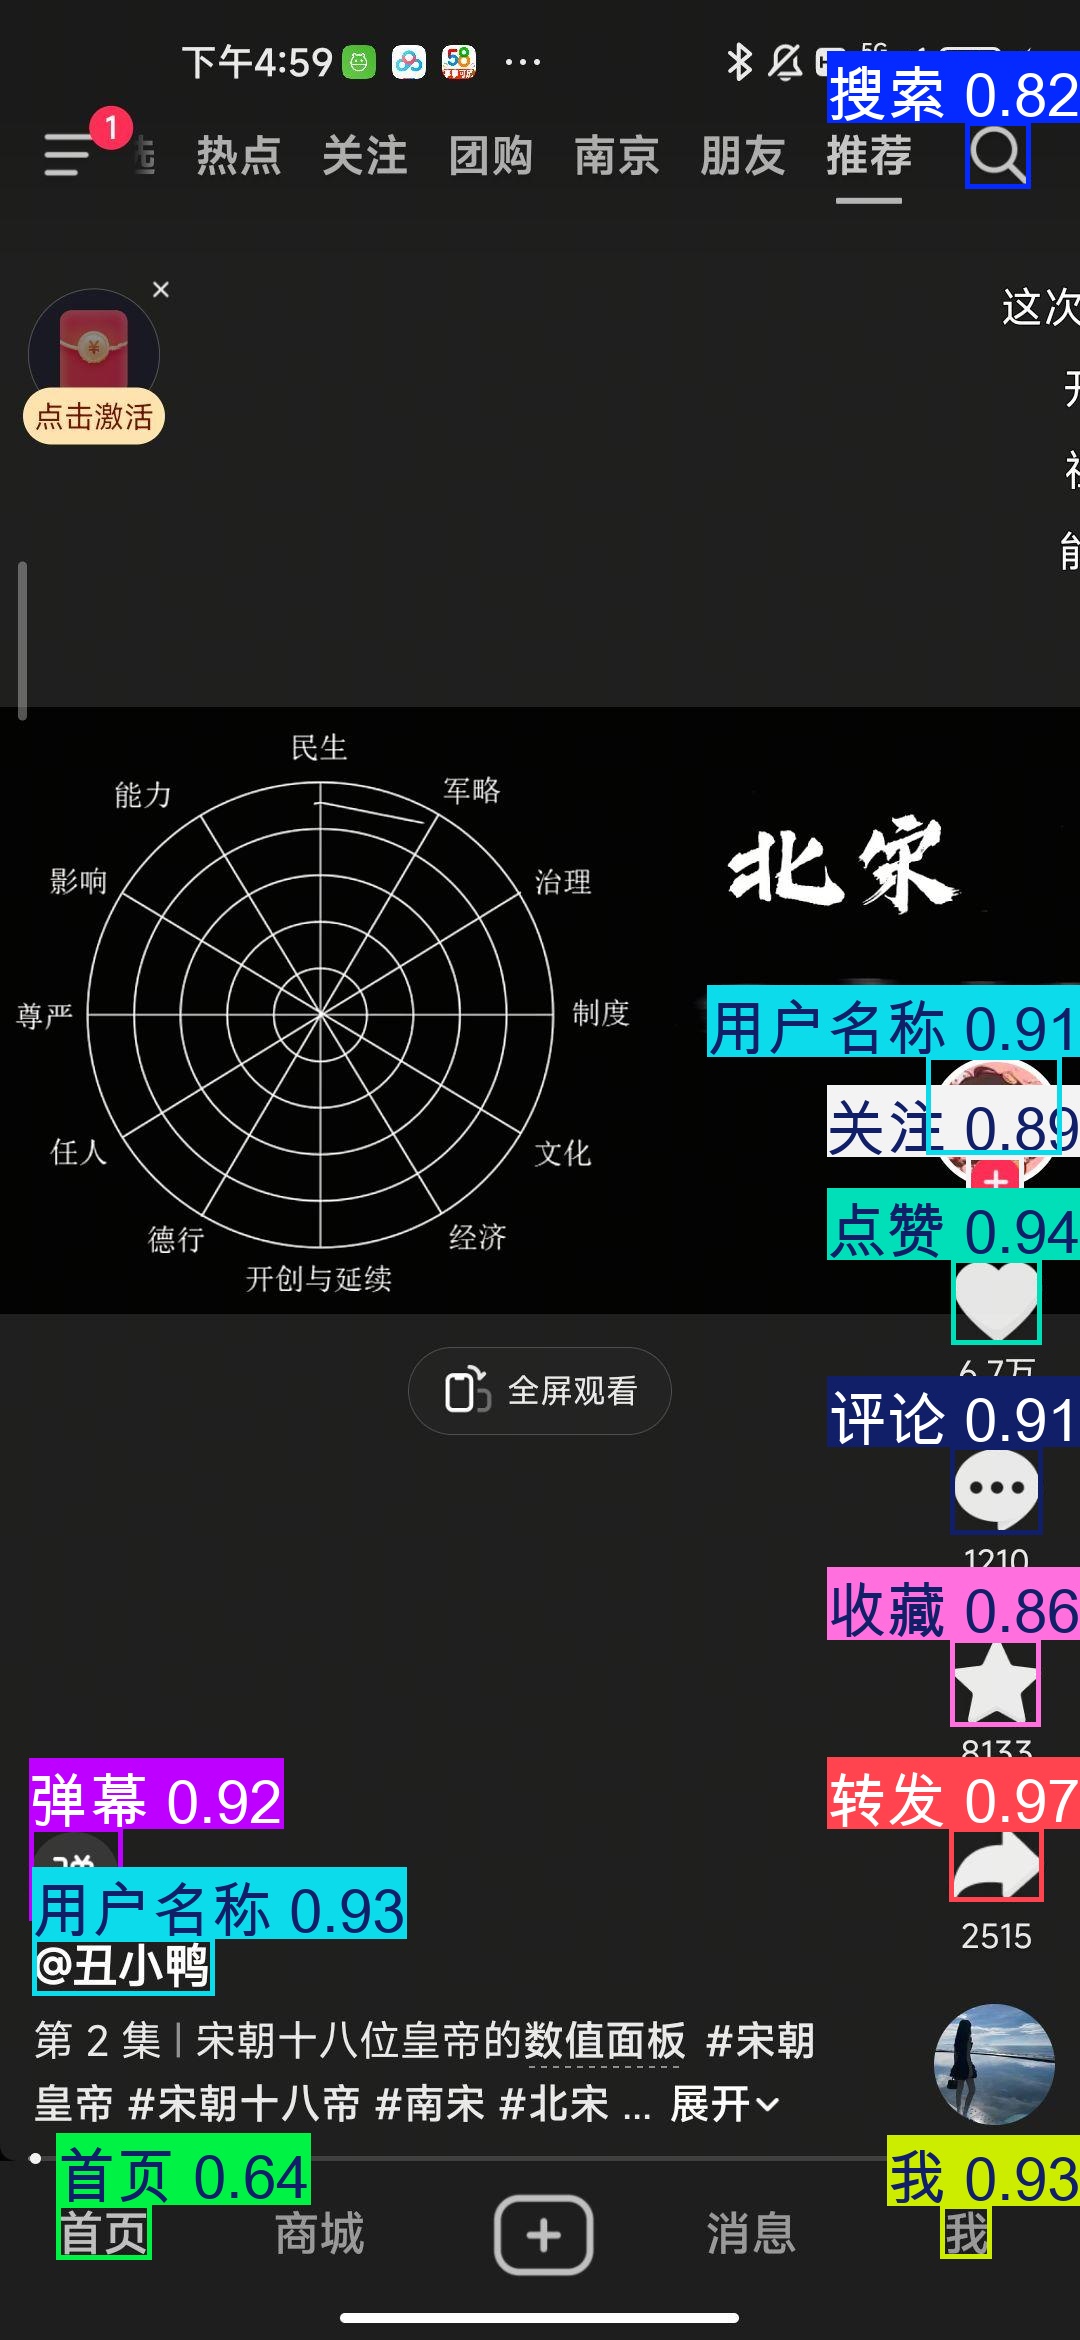 下午4:59
58
搜索 0.82
1
热点 关注 团购 南京 朋友 推荐
这次
点击激活
能
民生
能力
军略
影响
治理
北宋
尊严
制度
用户名称 0.91
关注 0.89
任人
文化
点赞 0.94
德行
经济
开创与延续
全屏观看
6.7万
评论 0.91
1210
收藏 0.86
8133
弹幕 0.92
转发 0.97
用户名称 0.93
@丑小鸭
2515
第 2 集 | 宋朝十八位皇帝的数值面板 #宋朝
皇帝 #宋朝十八帝 #南宋 #北宋 ... 展开
首页 0.64
我 0.93
首页 商城 消息 我